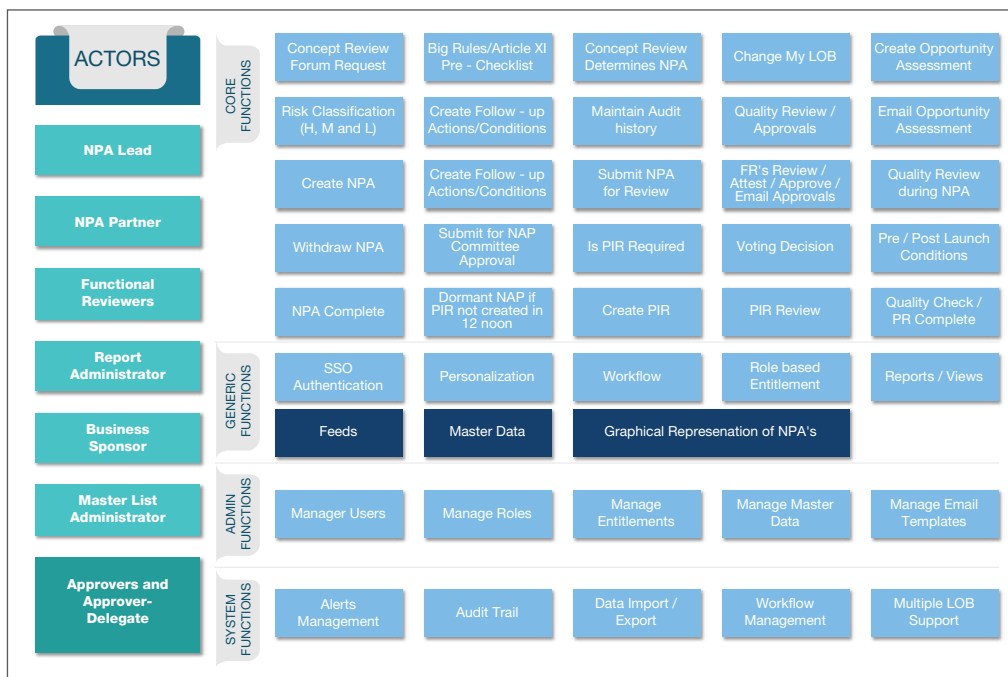 ACTORS
NPA Lead
NPA Partner
Functional
Reviewers
Report
Administrator
Business
Sponsor
Master List
Administrator
Approvers and
Approver-
Delegate
CORE
FUNCTIONS
Concept Review
Forum Request
Big Rules/Article XI
Pre - Checklist
Concept Review
Determines NPA
Change My LOB
Create Opportunity
Assessment
Risk Classification
(H, M and L)
Create Follow - up
Actions/Conditions
Maintain Audit
history
Quality Review /
Approvals
Email Opportunity
Assessment
Create NPA
Create Follow - up
Actions/Conditions
Submit NPA
for Review
FR's Review /
Attest / Approve /
Email Approvals
Quality Review
during NPA
Withdraw NPA
Submit for NAP
Committee
Approval
Is PIR Required
Voting Decision
Pre / Post Launch
Conditions
NPA Complete
Dormant NAP if
PIR not created in
12 noon
Create PIR
PIR Review
Quality Check /
PR Complete
GENERIC
FUNCTIONS
SSO
Authentication
Personalization
Workflow
Role based
Entitlement
Reports / Views
Feeds
Master Data
Graphical Represenation of NPA's
ADMIN
FUNCTIONS
Manager Users
Manage Roles
Manage
Entitlements
Manage Master
Data
Manage Email
Templates
SYSTEM
FUNCTIONS
Alerts
Management
Audit Trail
Data Import /
Export
Workflow
Management
Multiple LOB
Support